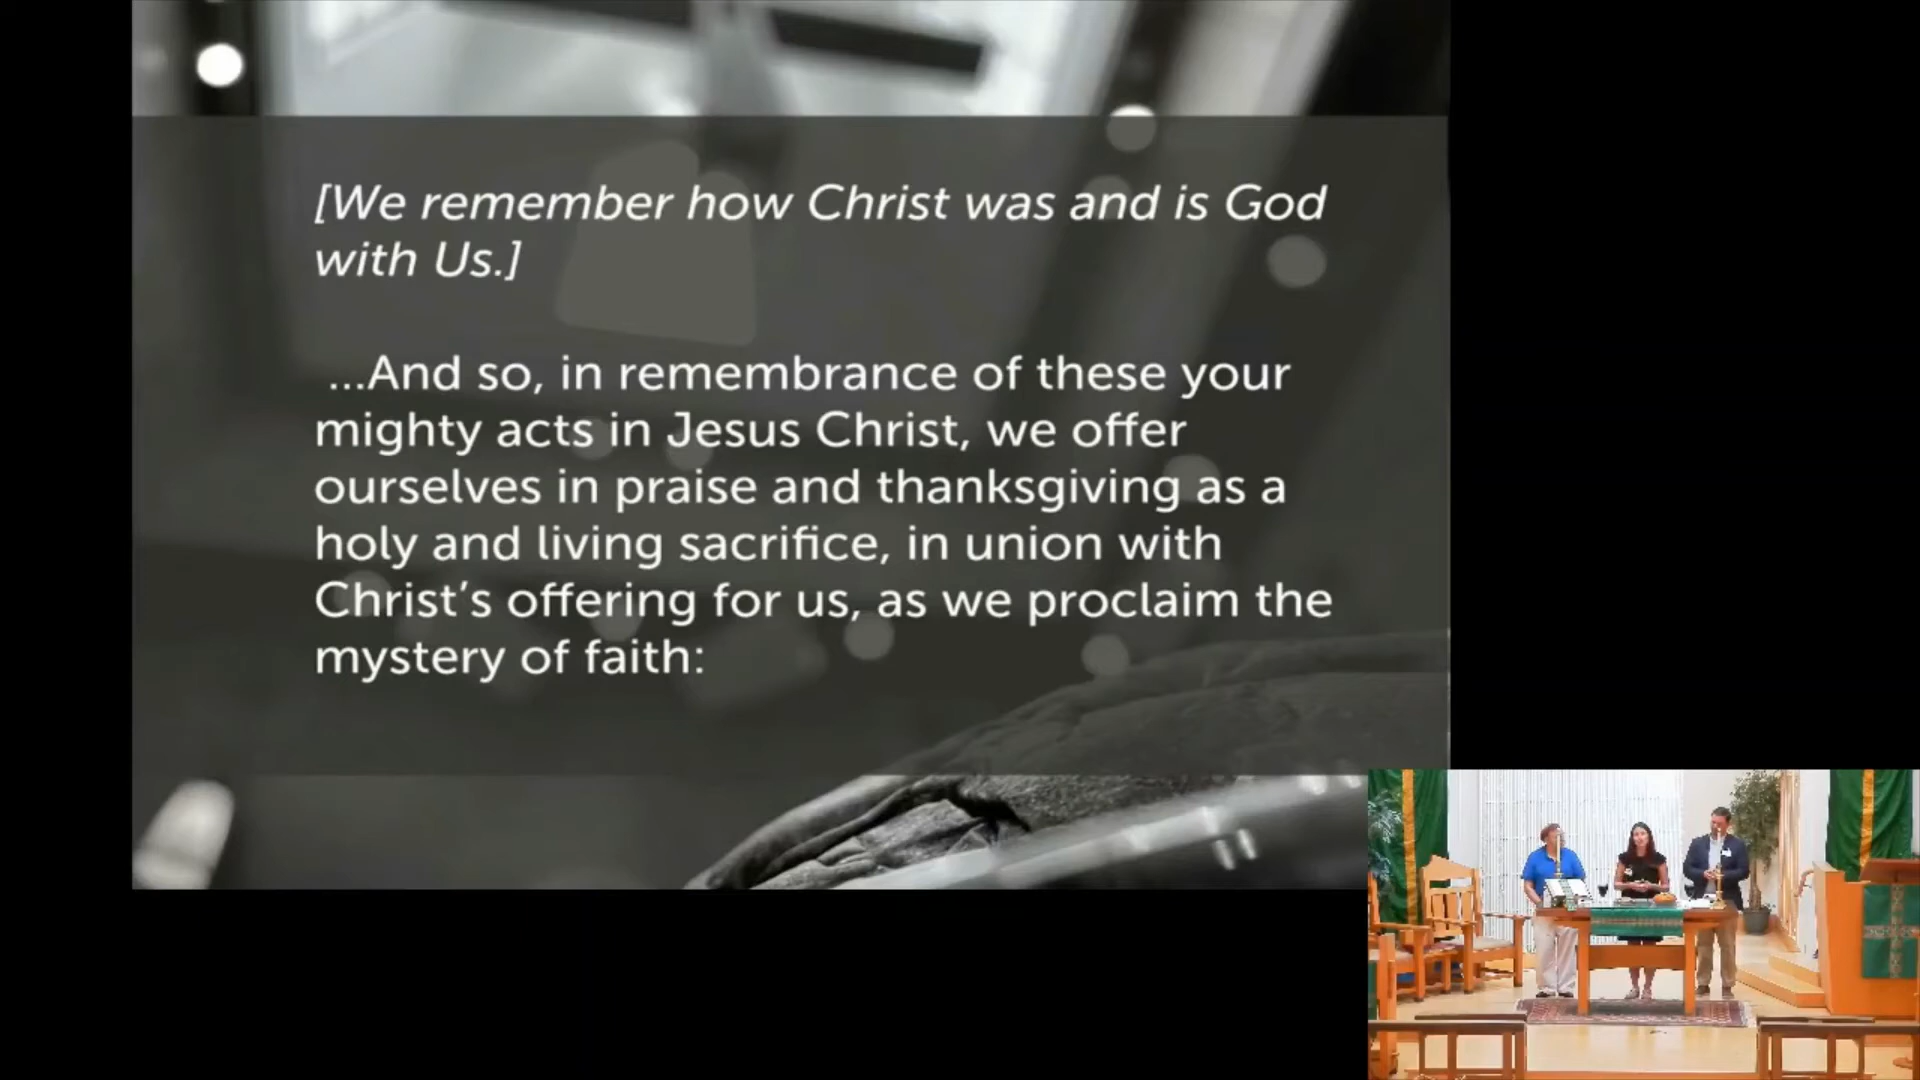 [We remember how Christ was and is God
with Us.]
...And so, in remembrance of these your
mighty acts in Jesus Christ, we offer
ourselves in praise and thanksgiving as a
holy and living sacrifice, in union with
Christ’s offering for us, as we proclaim the
mystery of faith: